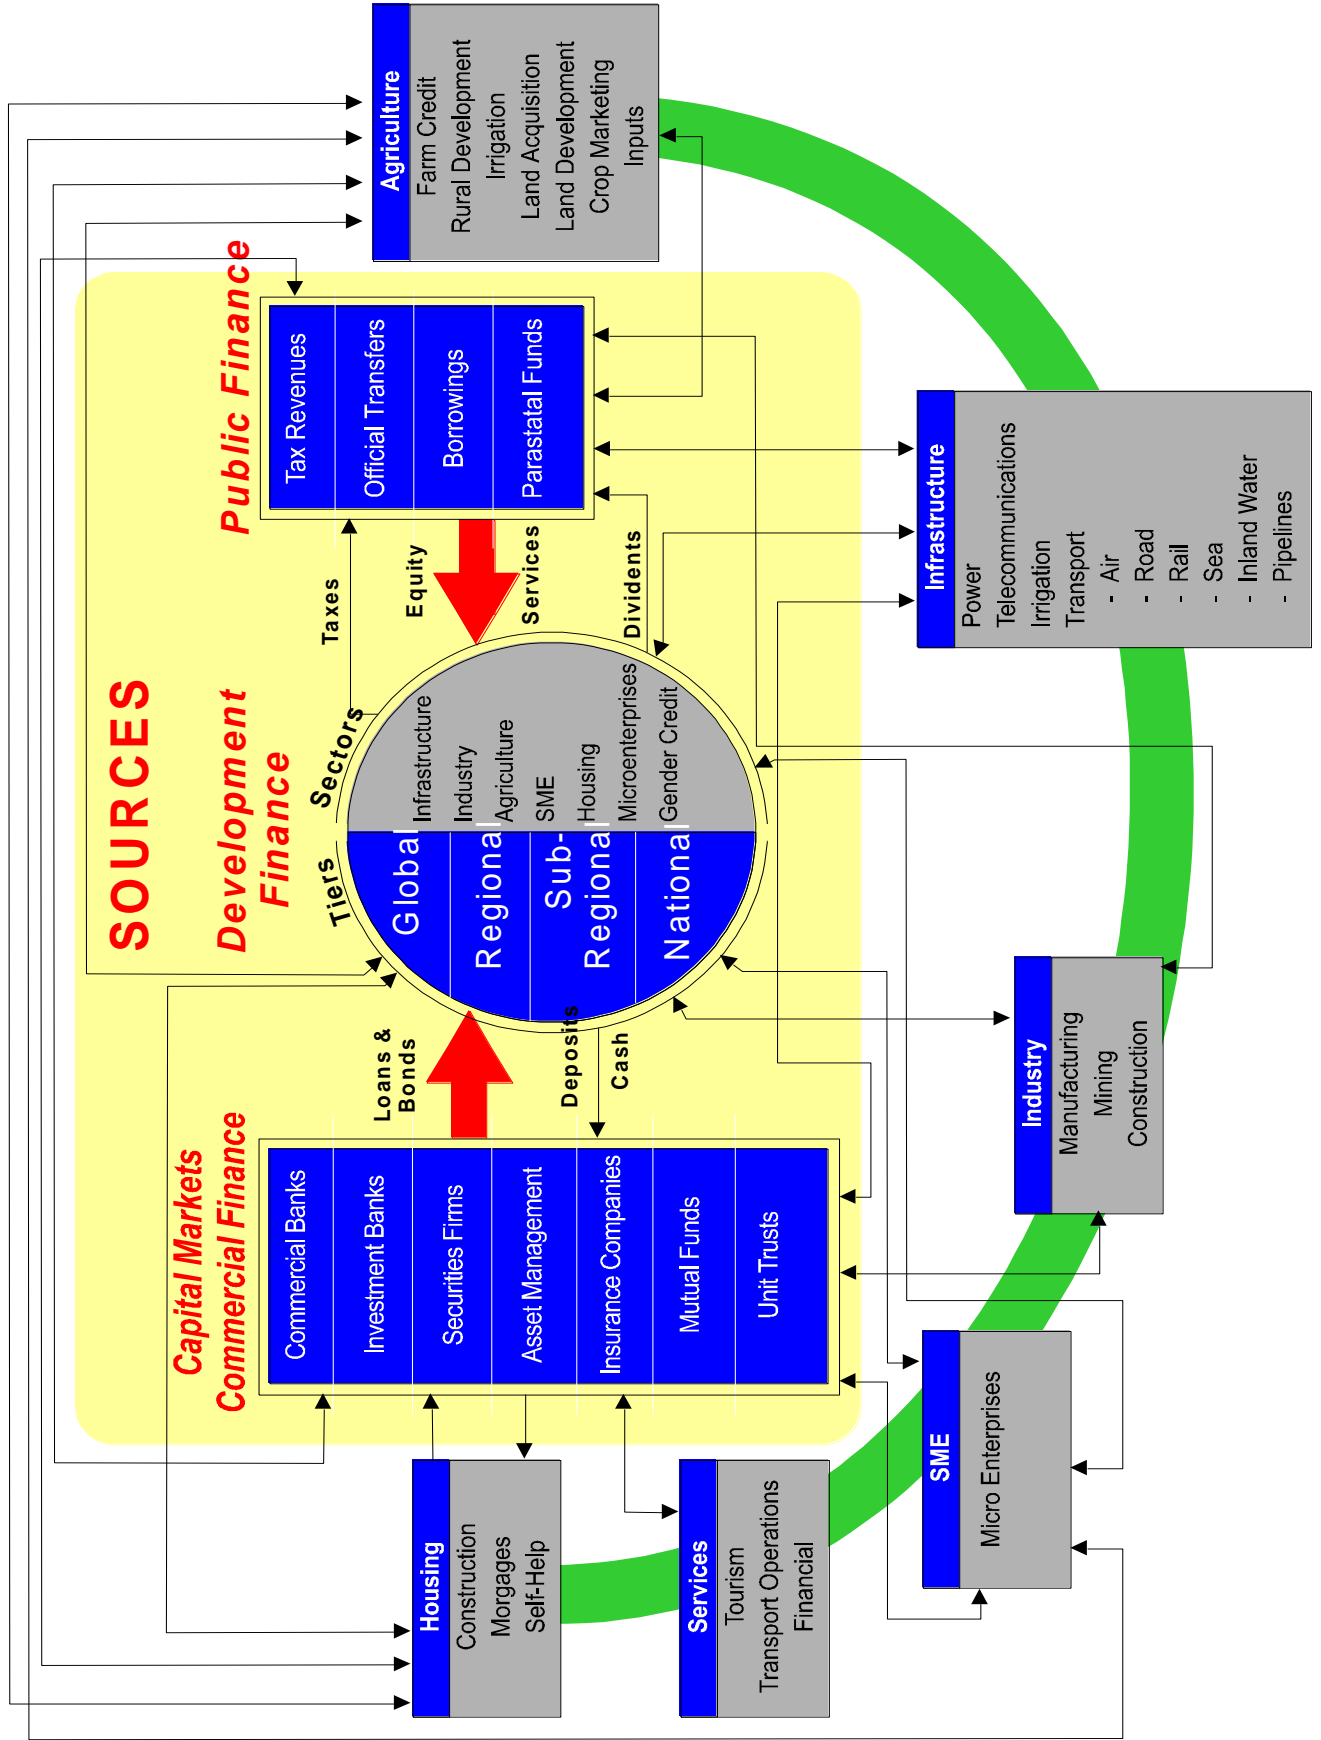 SOURCES
Capital Markets
Commercial Finance
Development
Finance
Public Finance
Commercial Banks
Investment Banks
Securities Firms
Asset Management
Insurance Companies
Mutual Funds
Unit Trusts
Loans &
Bonds
Deposits
Cash
Tiers
Sectors
Global
Regional
Sub-
Regional
National
Infrastructure
Industry
Agriculture
SME
Housing
Microenterprises
Gender Credit
Taxes
Equity
Services
Dividents
Tax Revenues
Official Transfers
Borrowings
Parastatal Funds
Housing
Construction
Morgages
Self-Help
Services
Tourism
Transport Operations
Financial
SME
Micro Enterprises
Industry
Manufacturing
Mining
Construction
Infrastructure
Power
Telecommunications
Irrigation
Transport
- Air
- Road
- Rail
- Sea
- Inland Water
- Pipelines
Agriculture
Farm Credit
Rural Development
Irrigation
Land Acquisition
Land Development
Crop Marketing
Inputs